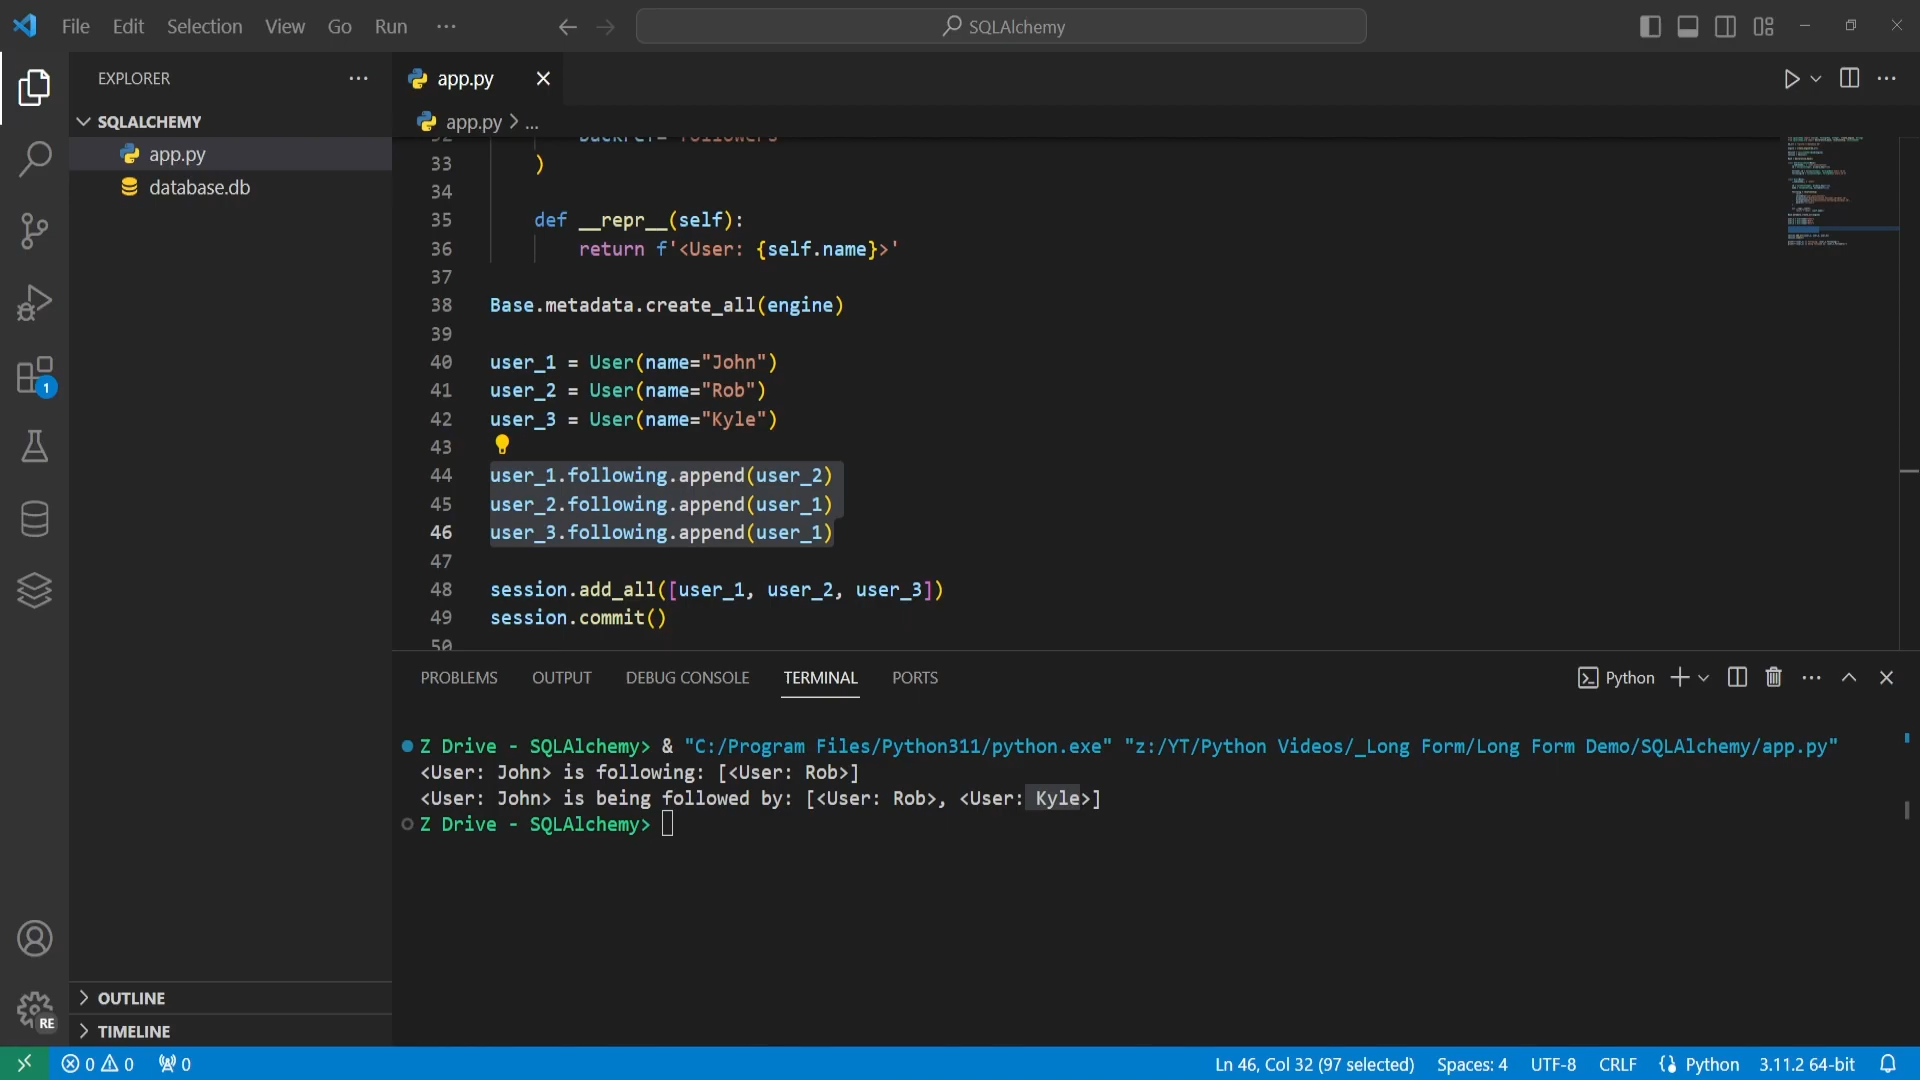 File Edit Selection View Go Run ···
SQLAlchemy
EXPLORER
SQLALCHEMY
app.py
database.db
OUTLINE
TIMELINE
1
RE
app.py
app.py > ...
32 backref='followers'
33 )
34
35 def __repr__(self):
36 return f'<User: {self.name}>'
37
38 Base.metadata.create_all(engine)
39
40 user_1 = User(name="John")
41 user_2 = User(name="Rob")
42 user_3 = User(name="Kyle")
43
44 user_1.following.append(user_2)
45 user_2.following.append(user_1)
46 user_3.following.append(user_1)
47
48 session.add_all([user_1, user_2, user_3])
49 session.commit()
50
PROBLEMS OUTPUT DEBUG CONSOLE TERMINAL PORTS
Python
Z Drive - SQLAlchemy> & "C:/Program Files/Python311/python.exe" "z:/YT/Python Videos/_Long Form/Long Form Demo/SQLAlchemy/app.py"
<User: John> is following: [<User: Rob>]
<User: John> is being followed by: [<User: Rob>, <User: Kyle>]
Z Drive - SQLAlchemy>
0 0 0
Ln 46, Col 32 (97 selected) Spaces: 4 UTF-8 CRLF Python 3.11.2 64-bit